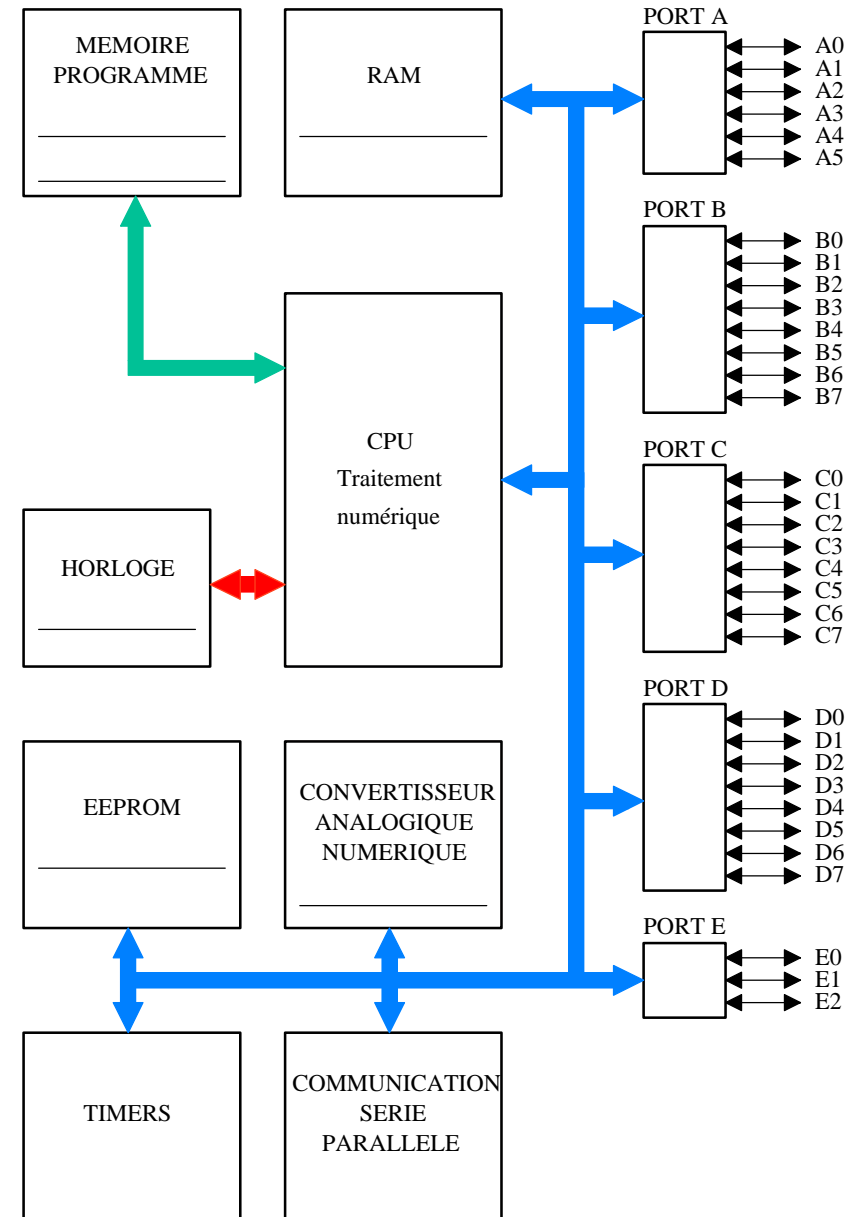 MEMOIRE
PROGRAMME
RAM
PORT A
A0
A1
A2
A3
A4
A5
PORT B
B0
B1
B2
B3
B4
B5
B6
B7
CPU
Traitement
numérique
PORT C
C0
C1
C2
C3
C4
C5
C6
C7
HORLOGE
PORT D
D0
D1
D2
D3
D4
D5
D6
D7
EEPROM
CONVERTISSEUR
ANALOGIQUE
NUMERIQUE
PORT E
E0
E1
E2
TIMERS
COMMUNICATION
SERIE
PARALLELE